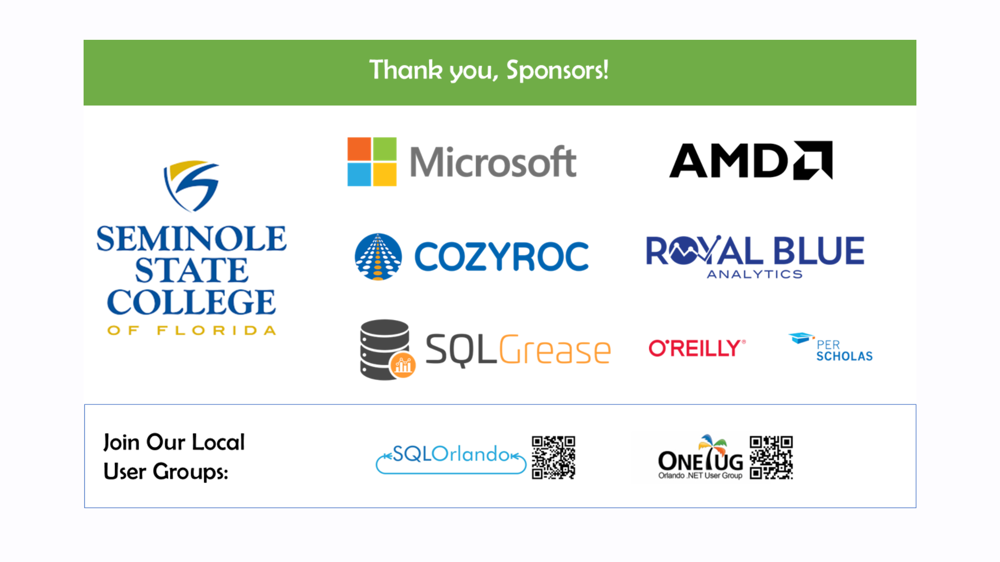 Thank you, Sponsors!
SEMINOLE
STATE
COLLEGE
OF FLORIDA
Microsoft
AMD
COZYROC
ROYAL BLUE
ANALYTICS
SQLGrease
O'REILLY®
PER
SCHOLAS
Join Our Local
User Groups:
SQLOrlando
ONETUG
Orlando .NET User Group